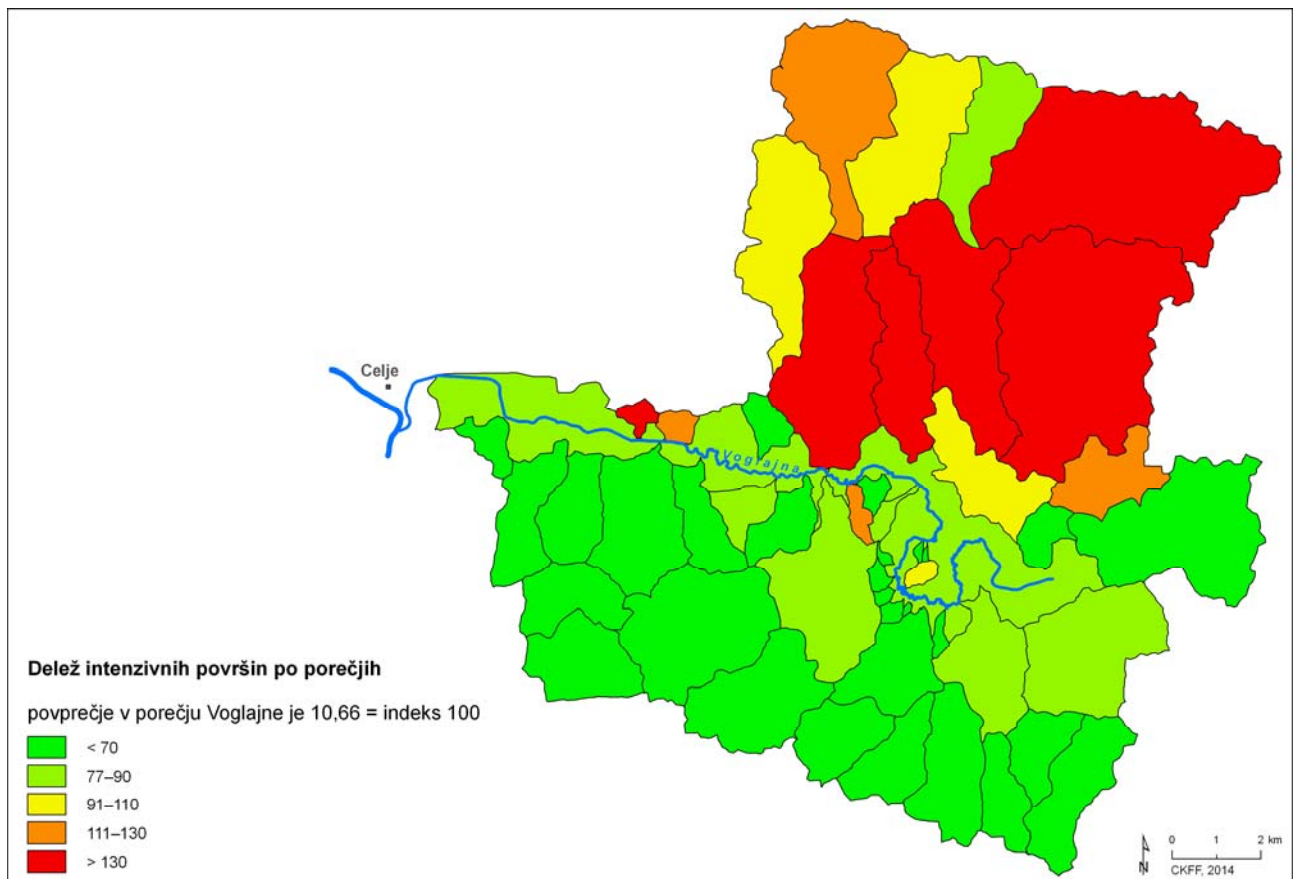 Celje
Voglajna
Delež intenzivnih površin po porečjih
povprečje v porečju Voglajne je 10,66 = indeks 100
< 70
77–90
91–110
111–130
> 130
N
0 1 2 km
CKFF, 2014